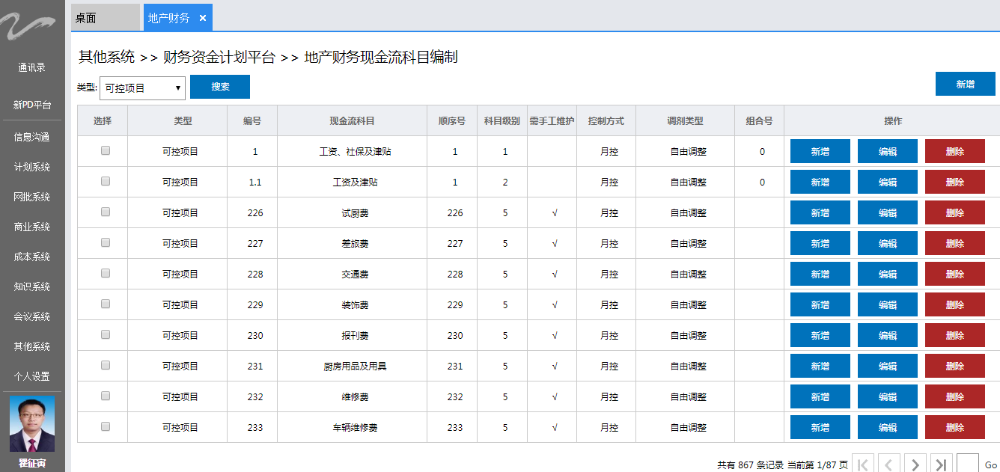 桌面
地产财务 ×
通讯录
新PD平台
信息沟通
计划系统
网批系统
商业系统
成本系统
知识系统
会议系统
其他系统
个人设置
瞿征寅
其他系统 >> 财务资金计划平台 >> 地产财务现金流科目编制
类型: 可控项目 搜索 新增
选择 类型 编号 现金流科目 顺序号 科目级别 需手工维护 控制方式 调剂类型 组合号 操作
可控项目 1 工资、社保及津贴 1 1 月控 自由调整 0 新增 编辑 删除
可控项目 1.1 工资及津贴 1 2 月控 自由调整 0 新增 编辑 删除
可控项目 226 试厨费 226 5 √ 月控 自由调整 新增 编辑 删除
可控项目 227 差旅费 227 5 √ 月控 自由调整 新增 编辑 删除
可控项目 228 交通费 228 5 √ 月控 自由调整 新增 编辑 删除
可控项目 229 装饰费 229 5 √ 月控 自由调整 新增 编辑 删除
可控项目 230 报刊费 230 5 √ 月控 自由调整 新增 编辑 删除
可控项目 231 厨房用品及用具 231 5 √ 月控 自由调整 新增 编辑 删除
可控项目 232 维修费 232 5 √ 月控 自由调整 新增 编辑 删除
可控项目 233 车辆维修费 233 5 √ 月控 自由调整 新增 编辑 删除
共有 867 条记录 当前第 1/87 页 Go